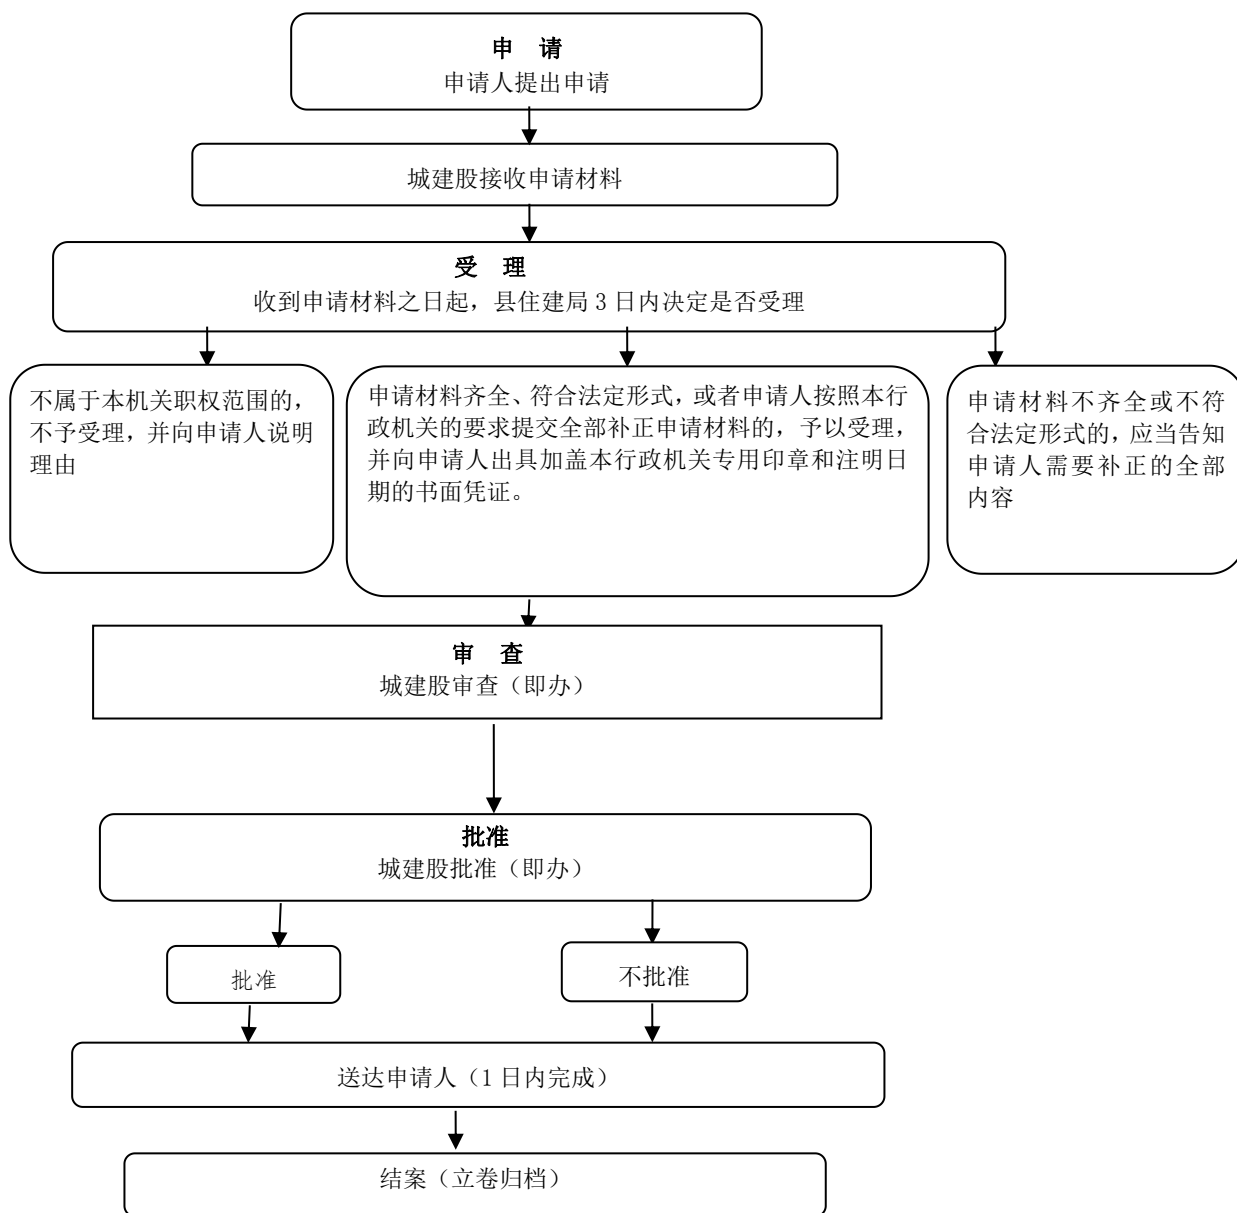 申　请
申请人提出申请
城建股接收申请材料
受　理
收到申请材料之日起，县住建局 3 日内决定是否受理
不属于本机关职权范围的，
不予受理，并向申请人说明
理由
申请材料齐全、符合法定形式，或者申请人按照本行
政机关的要求提交全部补正申请材料的，予以受理，
并向申请人出具加盖本行政机关专用印章和注明日
期的书面凭证。
申请材料不齐全或不符
合法定形式的，应当告知
申请人需要补正的全部
内容
审　查
城建股审查（即办）
批准
城建股批准（即办）
批准
不批准
送达申请人（1 日内完成）
结案（立卷归档）